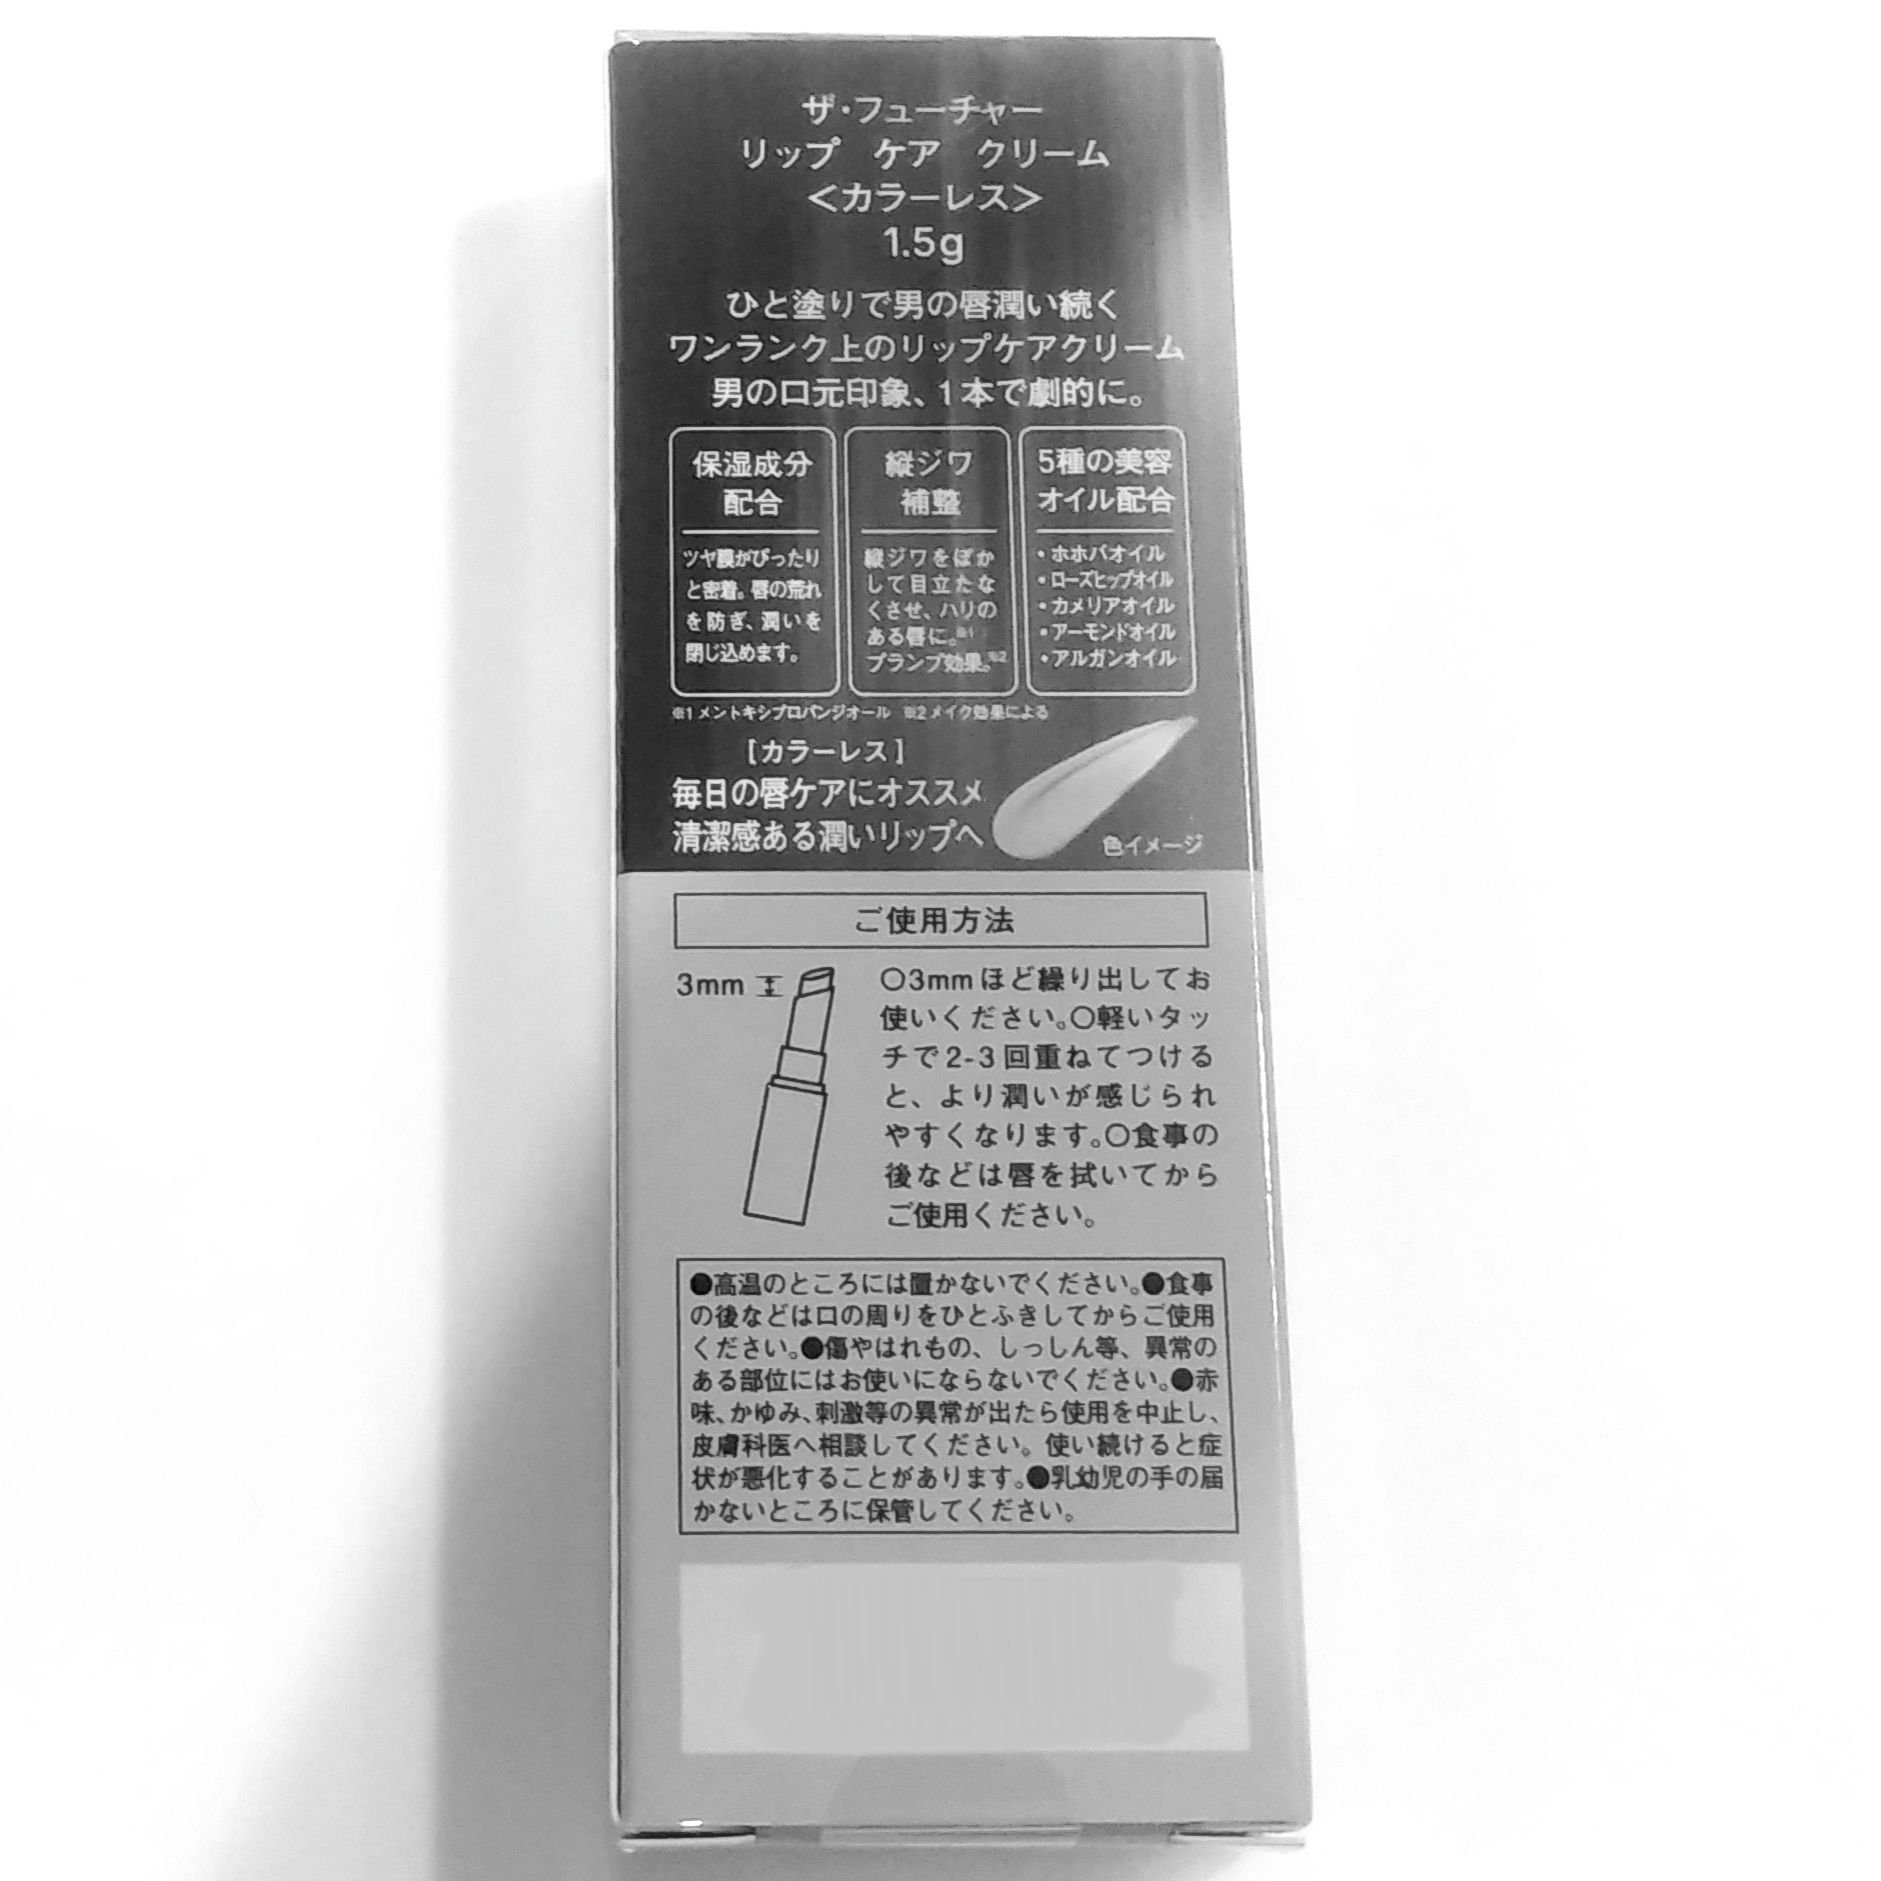 ザ・フューチャー
リップ ケア クリーム
＜カラーレス＞
1.5g
ひと塗りで男の唇潤い続く
ワンランク上のリップケアクリーム
男の口元印象、1本で劇的に。
保湿成分
配合
ツヤ膜がぴったり
と密着。唇の荒れ
を防ぎ、潤いを
閉じ込めます。
縦ジワ
補整
縦ジワをぼか
して目立たな
くさせ、ハリの
ある唇に。※1
プランプ効果。※2
5種の美容
オイル配合
・ホホバオイル
・ローズヒップオイル
・カメリアオイル
・アーモンドオイル
・アルガンオイル
※1 メントキシプロパンジオール ※2 メイク効果による
［カラーレス］
毎日の唇ケアにオススメ
清潔感ある潤いリップへ
色イメージ
ご使用方法
3mm
○3mmほど繰り出してお
使いください。○軽いタッ
チで2-3回重ねてつける
と、より潤いが感じられ
やすくなります。○食事の
後などは唇を拭いてから
ご使用ください。
●高温のところには置かないでください。●食事
の後などは口の周りをひとふきしてからご使用
ください。●傷やはれもの、しっしん等、異常の
ある部位にはお使いにならないでください。●赤
味、かゆみ、刺激等の異常が出たら使用を中止し、
皮膚科医へ相談してください。使い続けると症
状が悪化することがあります。●乳幼児の手の届
かないところに保管してください。